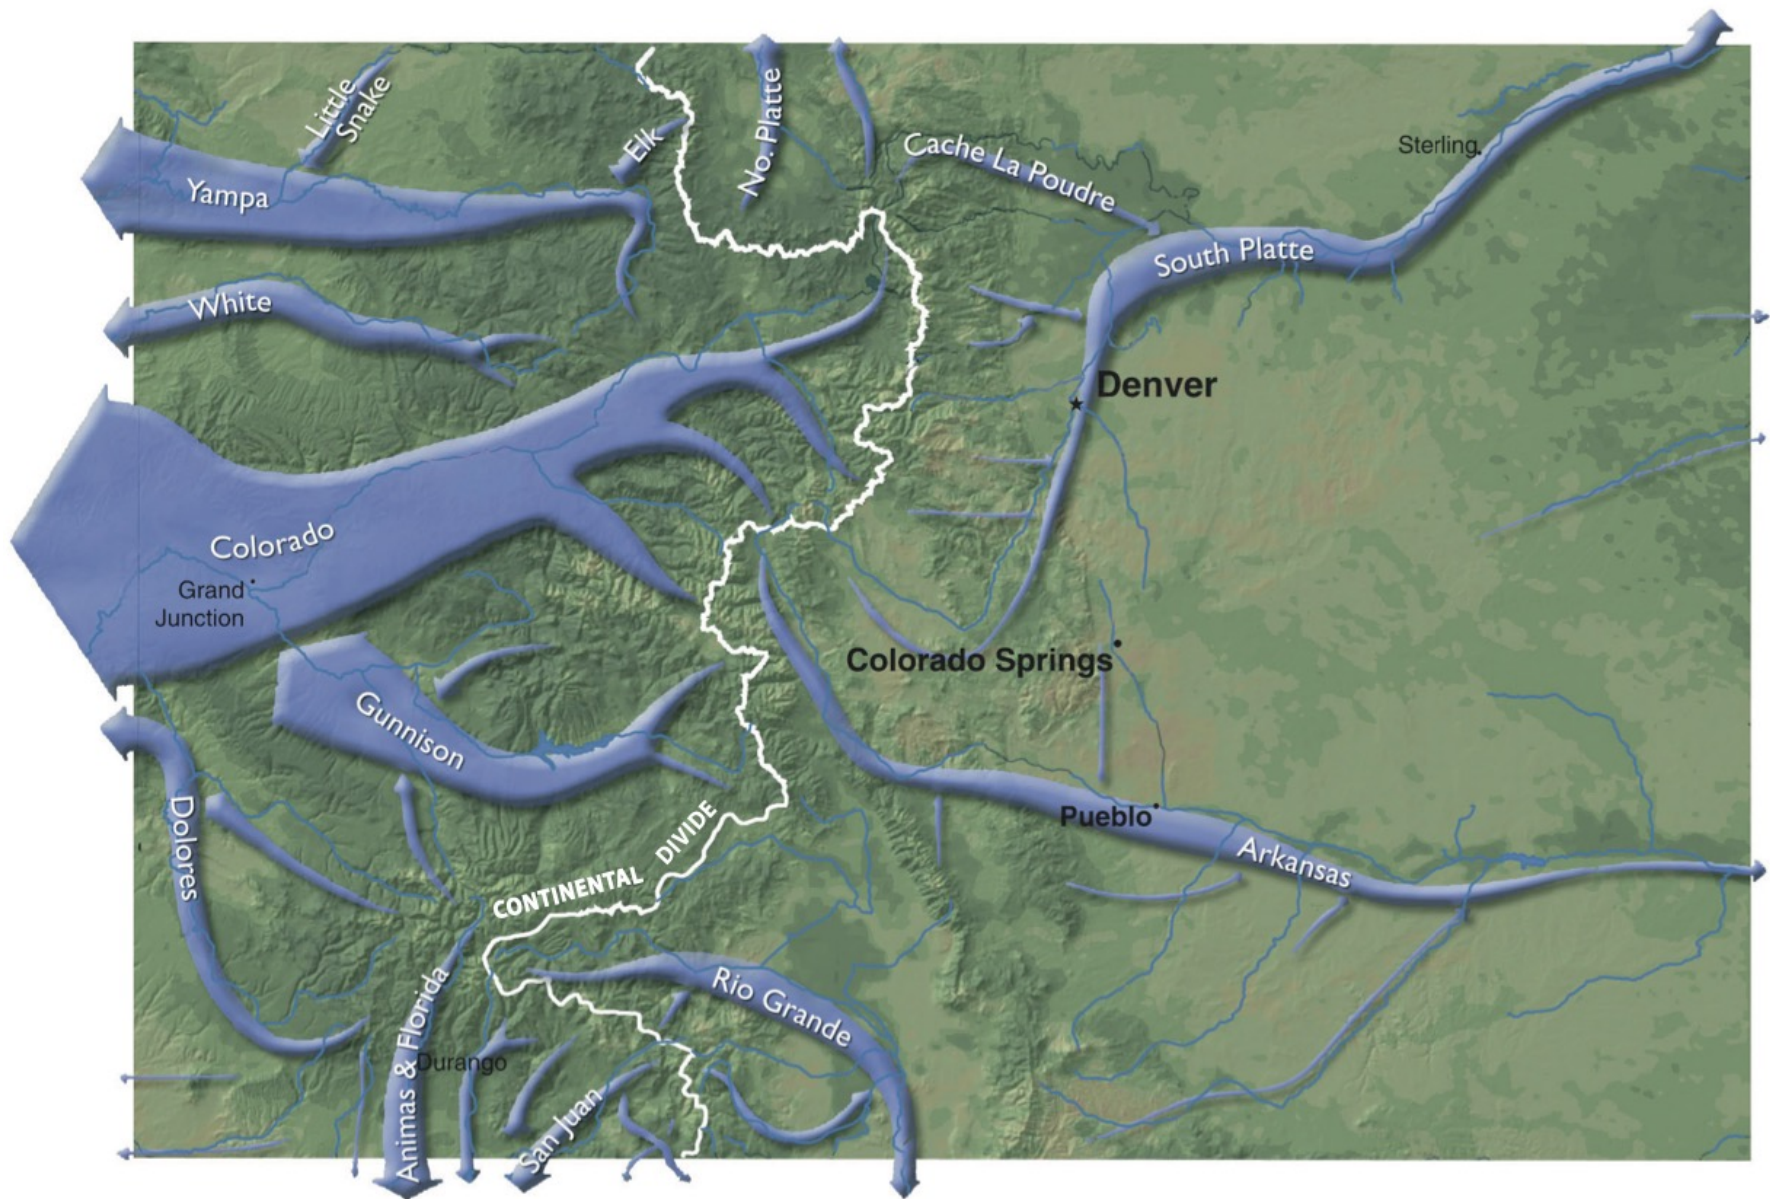 Little
Snake
Elk
No. Platte
Cache La Poudre
Sterling
Yampa
South Platte
White
Denver
Colorado
Grand
Junction
Colorado Springs
Gunnison
Dolores
CONTINENTAL DIVIDE
Pueblo
Arkansas
Rio Grande
Animas & Florida
Durango
San Juan